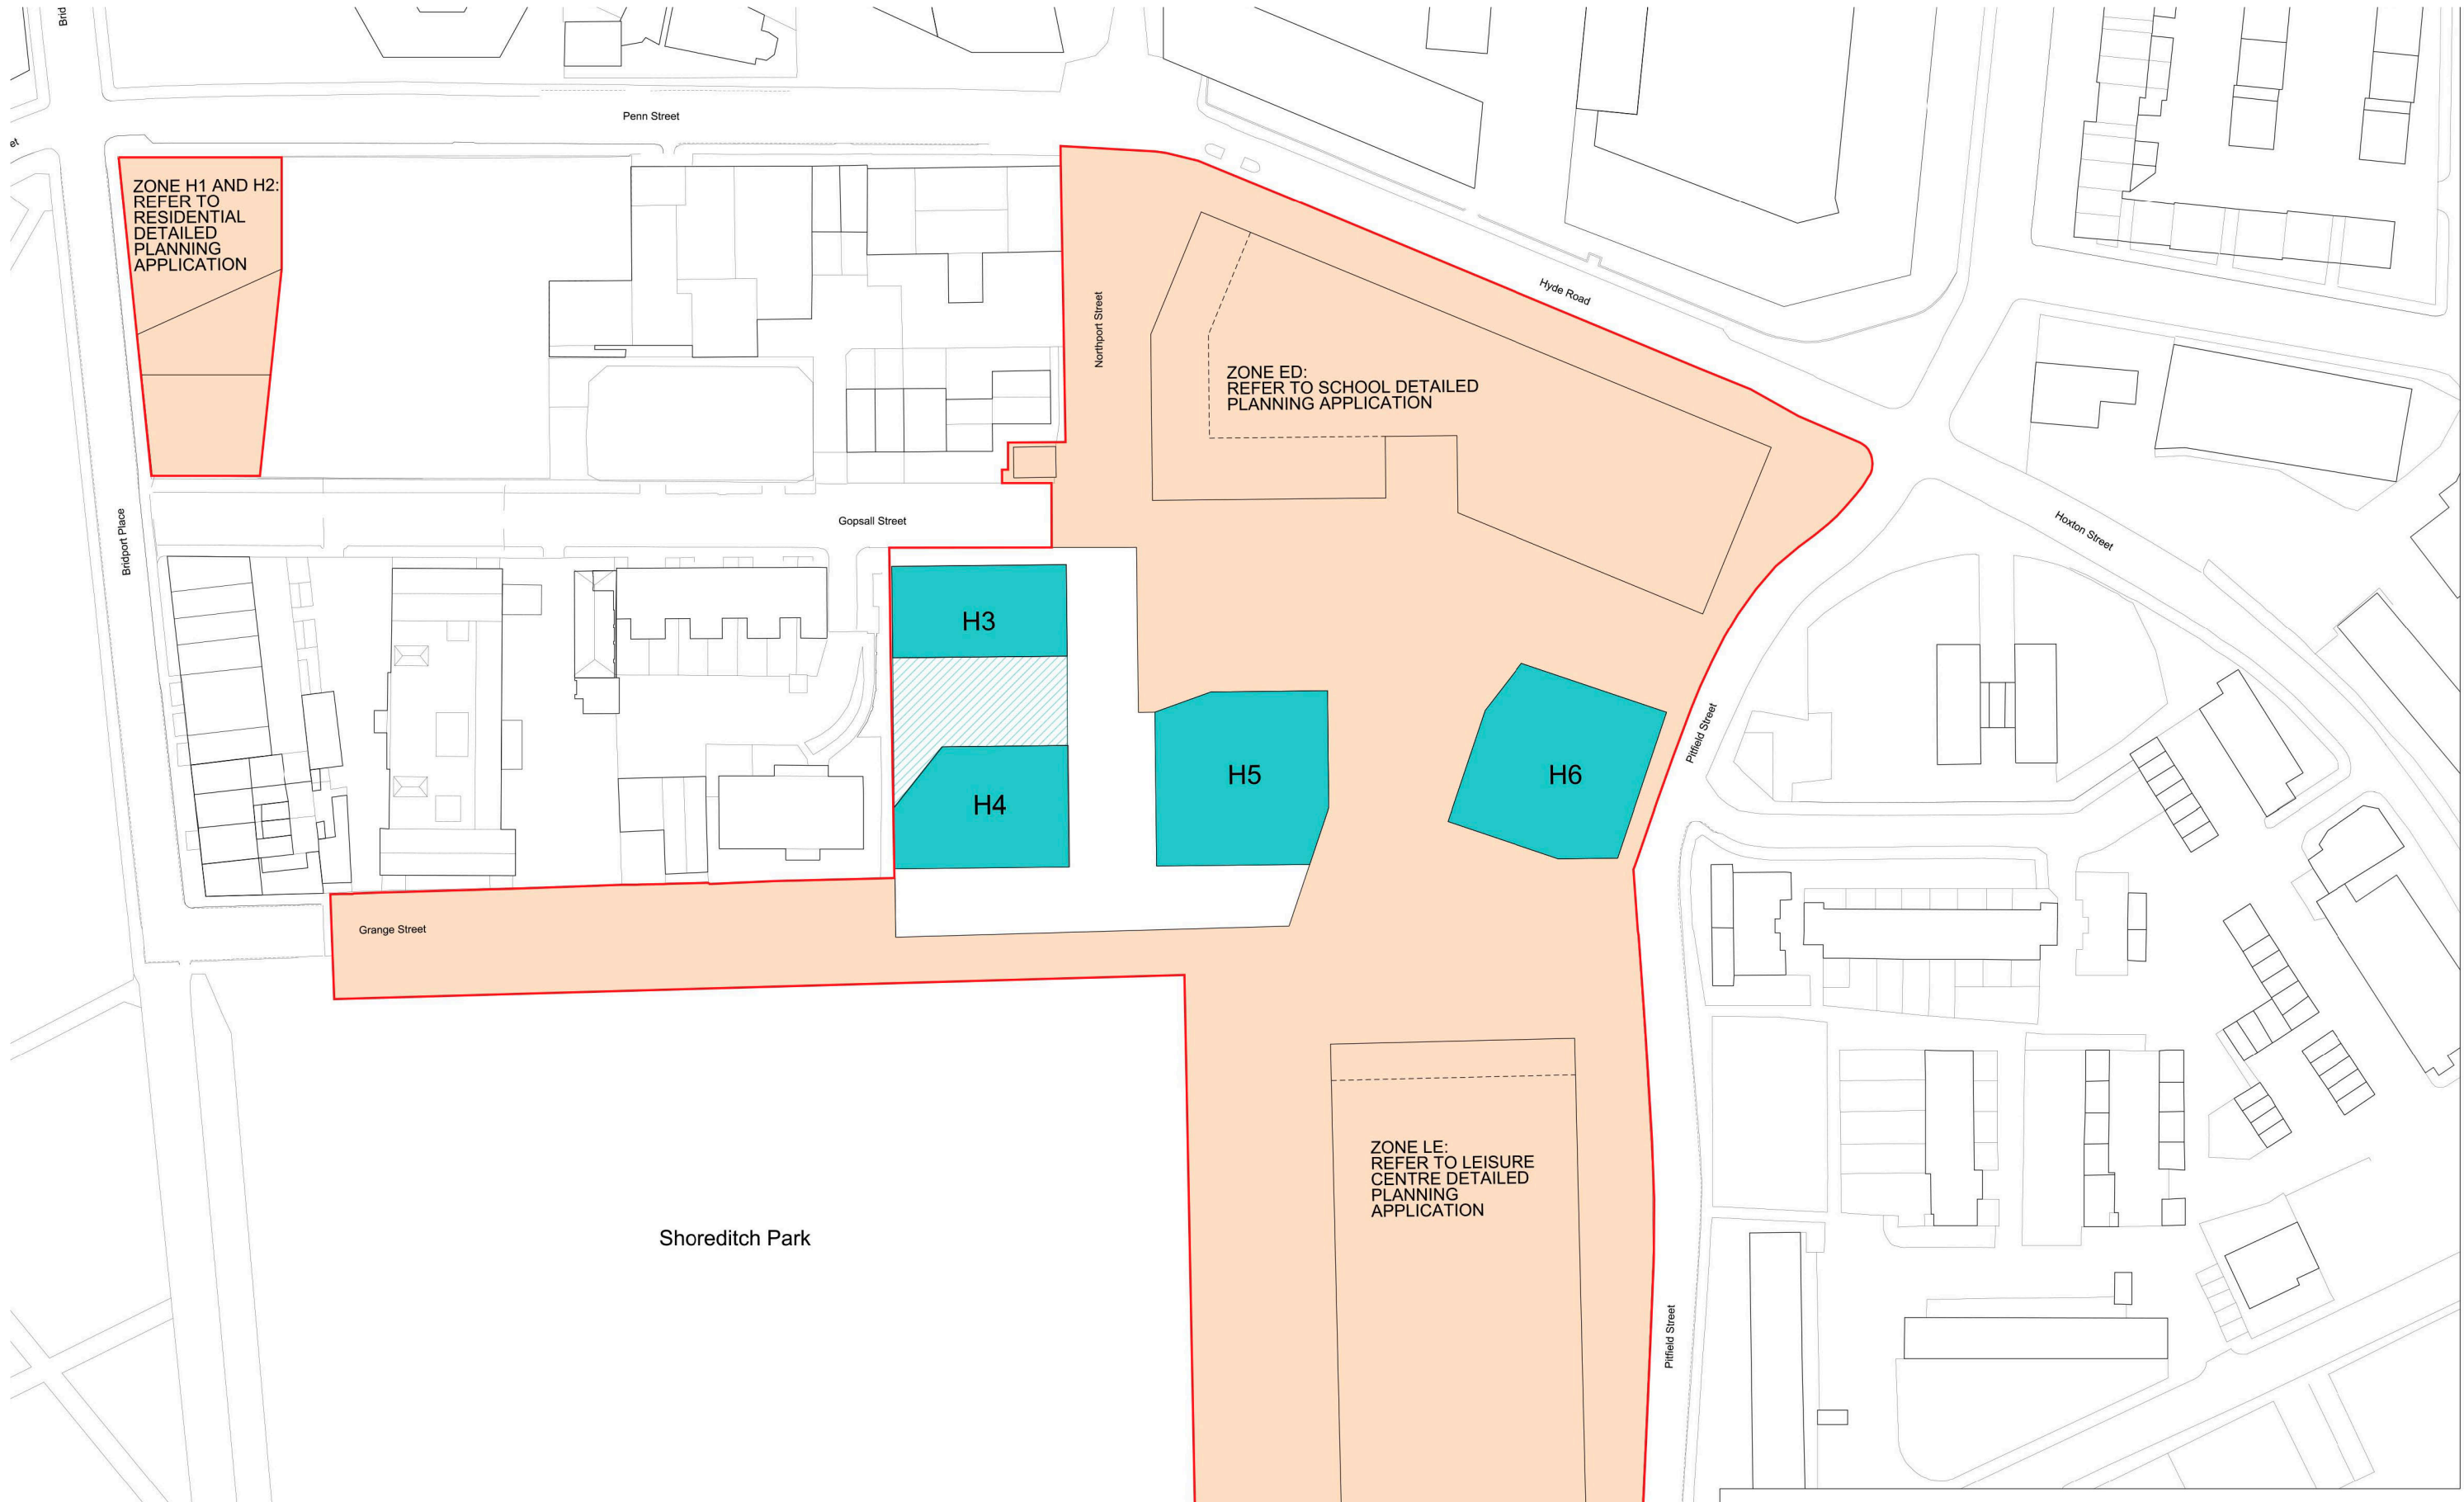 Brid
et
Penn Street
ZONE H1 AND H2:
REFER TO
RESIDENTIAL
DETAILED
PLANNING
APPLICATION
Northport Street
Hyde Road
ZONE ED:
REFER TO SCHOOL DETAILED
PLANNING APPLICATION
Bridport Place
Gopsall Street
Hoxton Street
H3
H4
H5
H6
Pitfield Street
Grange Street
ZONE LE:
REFER TO LEISURE
CENTRE DETAILED
PLANNING
APPLICATION
Shoreditch Park
Pitfield Street